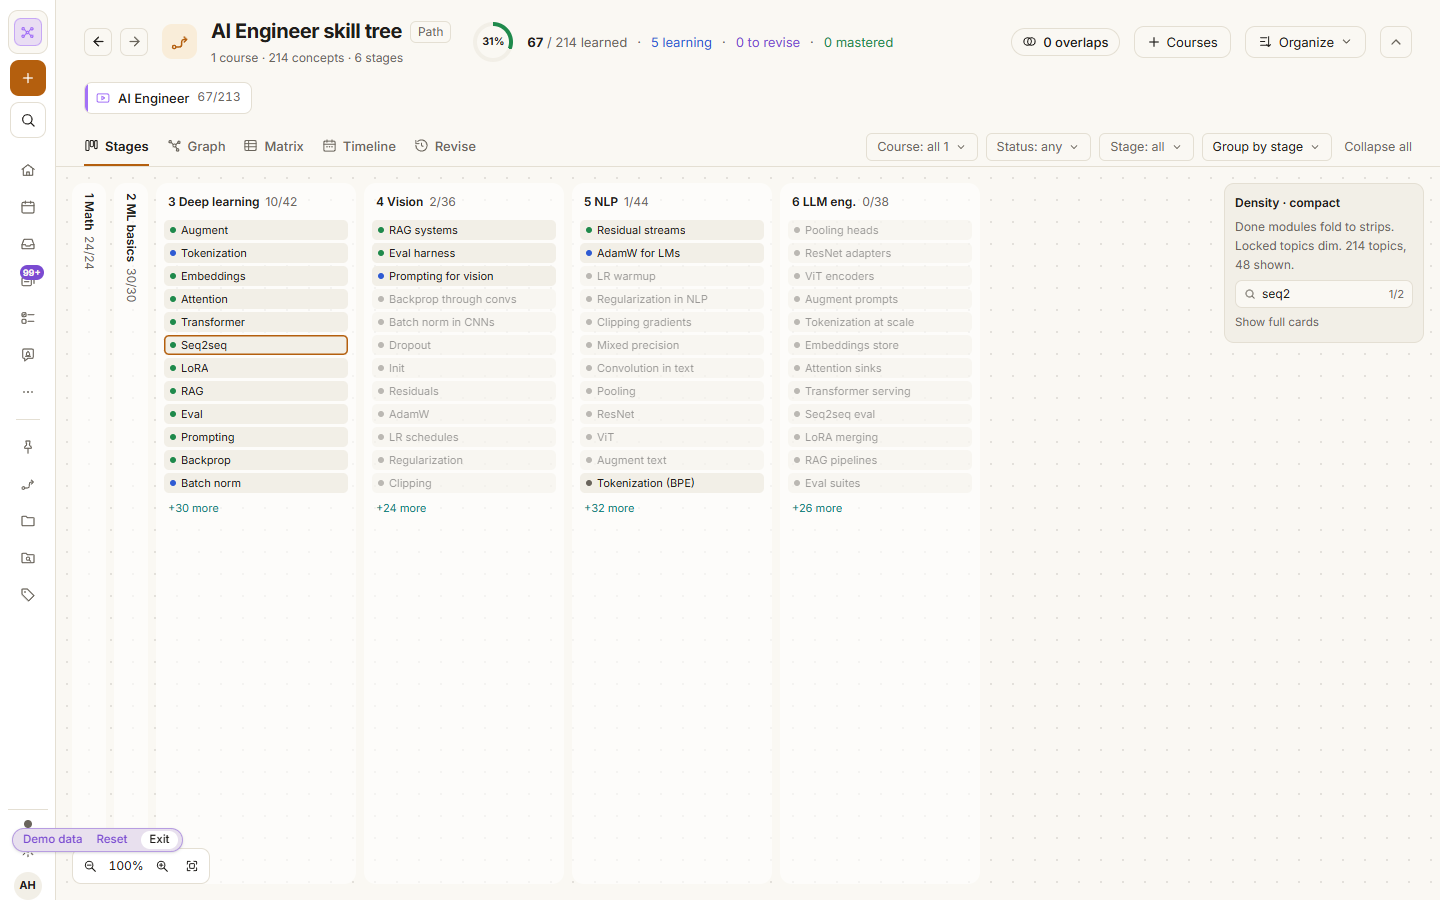 AI Engineer skill tree
Path
1 course · 214 concepts · 6 stages
31%
67 / 214 learned · 5 learning · 0 to revise · 0 mastered
0 overlaps
Courses
Organize
AI Engineer 67/213
Stages
Graph
Matrix
Timeline
Revise
Course: all 1
Status: any
Stage: all
Group by stage
Collapse all
99+
1 Math 24/24
2 ML basics 30/30
3 Deep learning 10/42
Augment
Tokenization
Embeddings
Attention
Transformer
Seq2seq
LoRA
RAG
Eval
Prompting
Backprop
Batch norm
+30 more
4 Vision 2/36
RAG systems
Eval harness
Prompting for vision
Backprop through convs
Batch norm in CNNs
Dropout
Init
Residuals
AdamW
LR schedules
Regularization
Clipping
+24 more
5 NLP 1/44
Residual streams
AdamW for LMs
LR warmup
Regularization in NLP
Clipping gradients
Mixed precision
Convolution in text
Pooling
ResNet
ViT
Augment text
Tokenization (BPE)
+32 more
6 LLM eng. 0/38
Pooling heads
ResNet adapters
ViT encoders
Augment prompts
Tokenization at scale
Embeddings store
Attention sinks
Transformer serving
Seq2seq eval
LoRA merging
RAG pipelines
Eval suites
+26 more
Density · compact
Done modules fold to strips.
Locked topics dim. 214 topics,
48 shown.
seq2 1/2
Show full cards
Demo data Reset Exit
100%
AH